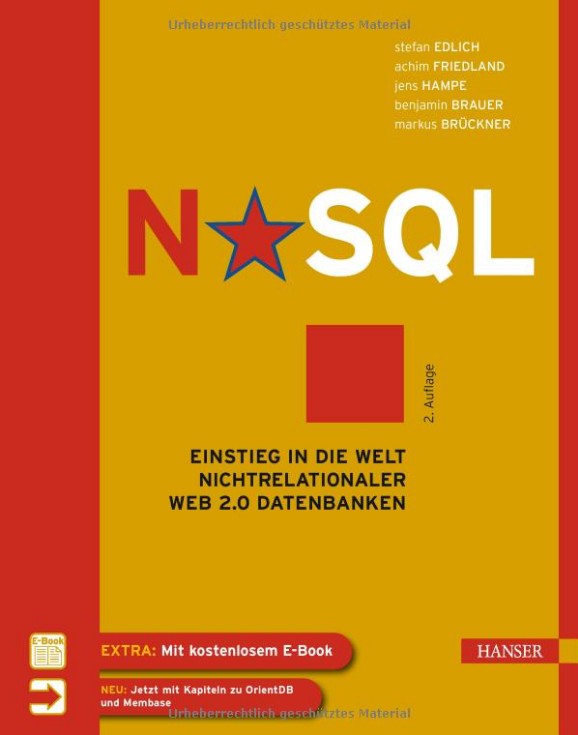 Urheberrechtlich geschütztes Material
stefan EDLICH
achim FRIEDLAND
jens HAMPE
benjamin BRAUER
markus BRÜCKNER
N★SQL
2. Auflage
EINSTIEG IN DIE WELT
NICHTRELATIONALER
WEB 2.0 DATENBANKEN
E-Book
EXTRA: Mit kostenlosem E-Book
HANSER
NEU: Jetzt mit Kapiteln zu OrientDB
und Membase
Urheberrechtlich geschütztes Material